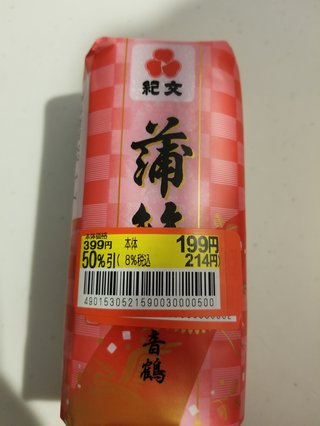 紀文
蒲
本体価格
399円 本体 199円
50%引( 8%税込 214円)
4901530521590030000500
音鶴